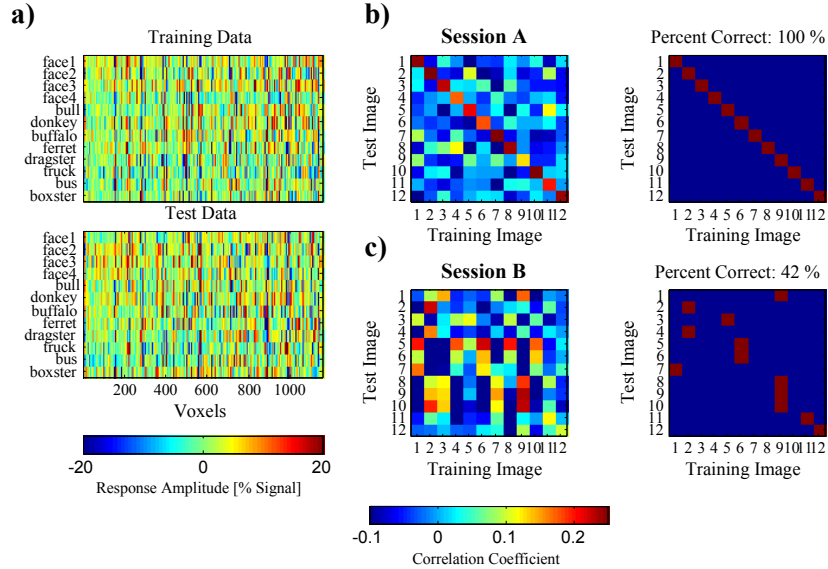 a)
Training Data
face1
face2
face3
face4
bull
donkey
buffalo
ferret
dragster
truck
bus
boxster
Test Data
face1
face2
face3
face4
bull
donkey
buffalo
ferret
dragster
truck
bus
boxster
200 400 600 800 1000
Voxels
-20 0 20
Response Amplitude [% Signal]
b)
Session A
Test Image
1
2
3
4
5
6
7
8
9
10
11
12
1 2 3 4 5 6 7 8 9 10 11 12
Training Image
Percent Correct: 100 %
Test Image
1
2
3
4
5
6
7
8
9
10
11
12
1 2 3 4 5 6 7 8 9 10 11 12
Training Image
c)
Session B
Test Image
1
2
3
4
5
6
7
8
9
10
11
12
1 2 3 4 5 6 7 8 9 10 11 12
Training Image
Percent Correct: 42 %
Test Image
1
2
3
4
5
6
7
8
9
10
11
12
1 2 3 4 5 6 7 8 9 10 11 12
Training Image
-0.1 0 0.1 0.2
Correlation Coefficient